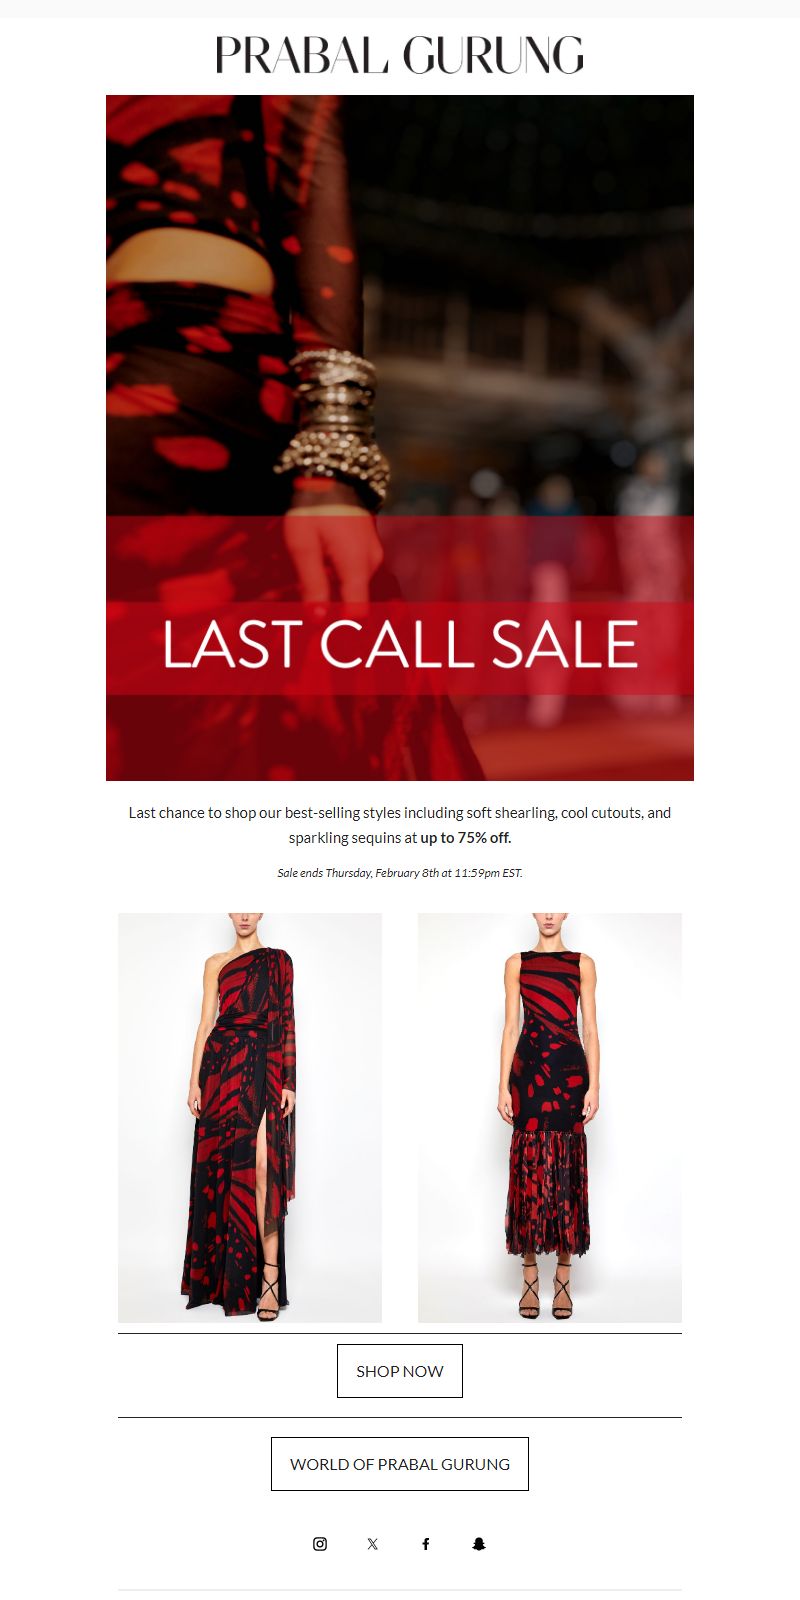 PRABAL GURUNG
LAST CALL SALE
Last chance to shop our best-selling styles including soft shearling, cool cutouts, and
sparkling sequins at up to 75% off.
Sale ends Thursday, February 8th at 11:59pm EST.
SHOP NOW
WORLD OF PRABAL GURUNG